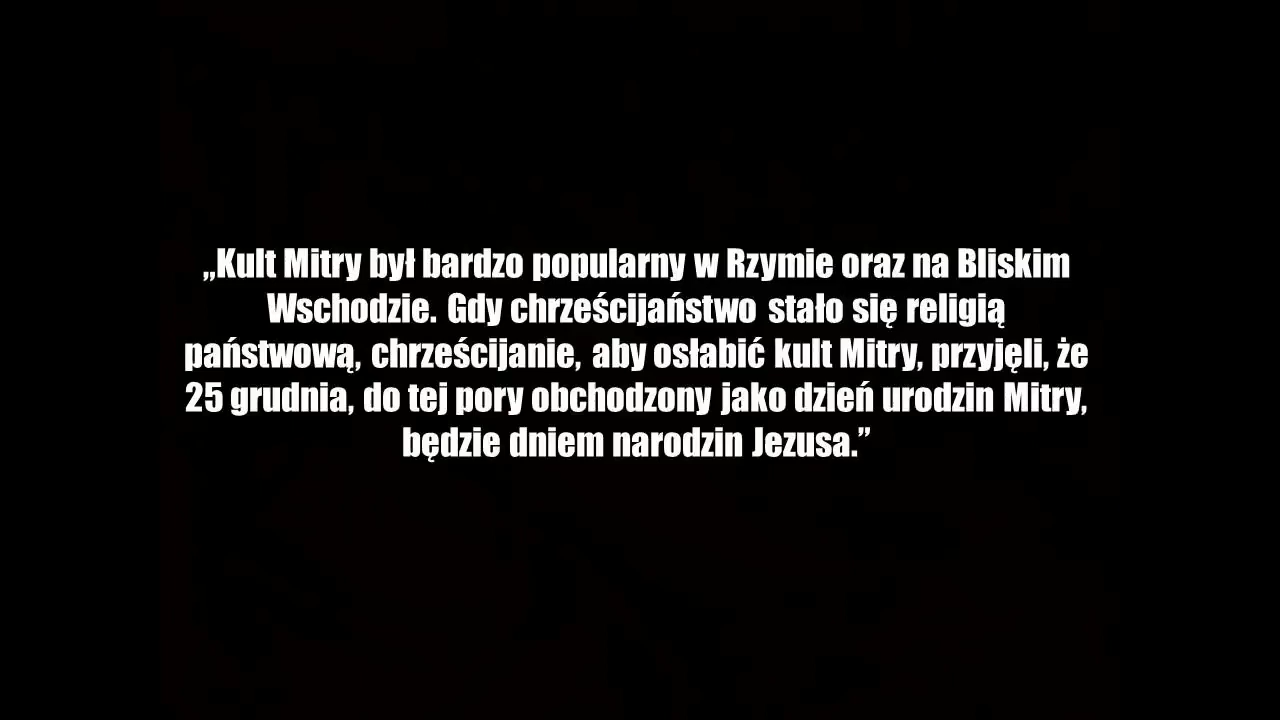 „Kult Mitry był bardzo popularny w Rzymie oraz na Bliskim
Wschodzie. Gdy chrześcijaństwo stało się religią
państwową, chrześcijanie, aby osłabić kult Mitry, przyjęli, że
25 grudnia, do tej pory obchodzony jako dzień urodzin Mitry,
będzie dniem narodzin Jezusa.”